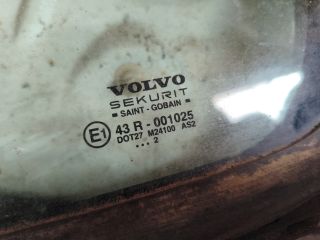 VOLVO
SEKURIT
- SAINT - GOBAIN -
E1 43 R - 001025
DOT27 M24100 AS2
... 2